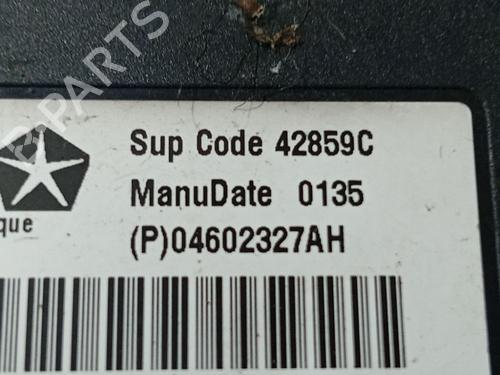 B-PARTS
Sup Code 42859C
ManuDate 0135
que
(P)04602327AH